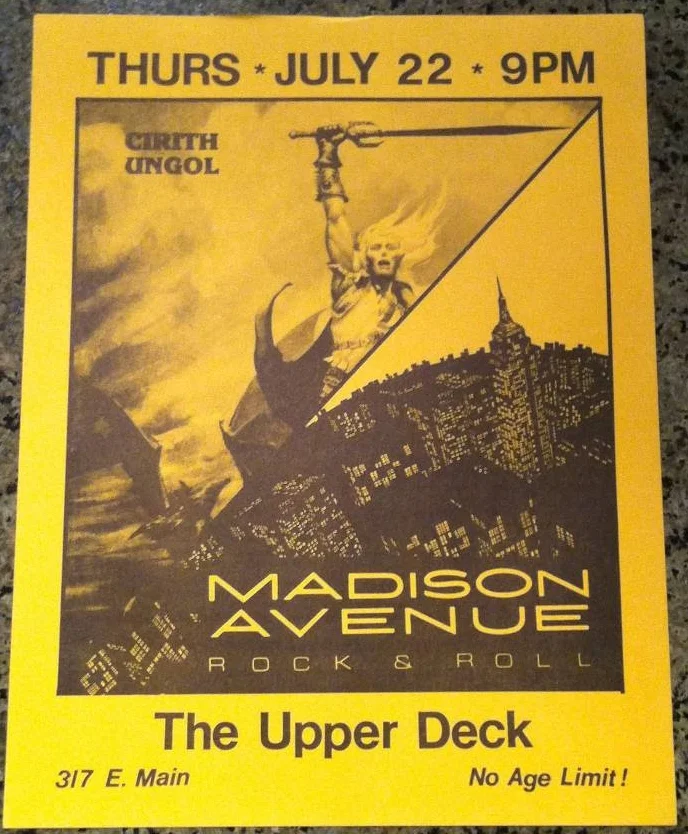 THURS * JULY 22 * 9PM
CIRITH
UNGOL
MADISON
AVENUE
ROCK & ROLL
The Upper Deck
317 E. Main No Age Limit!